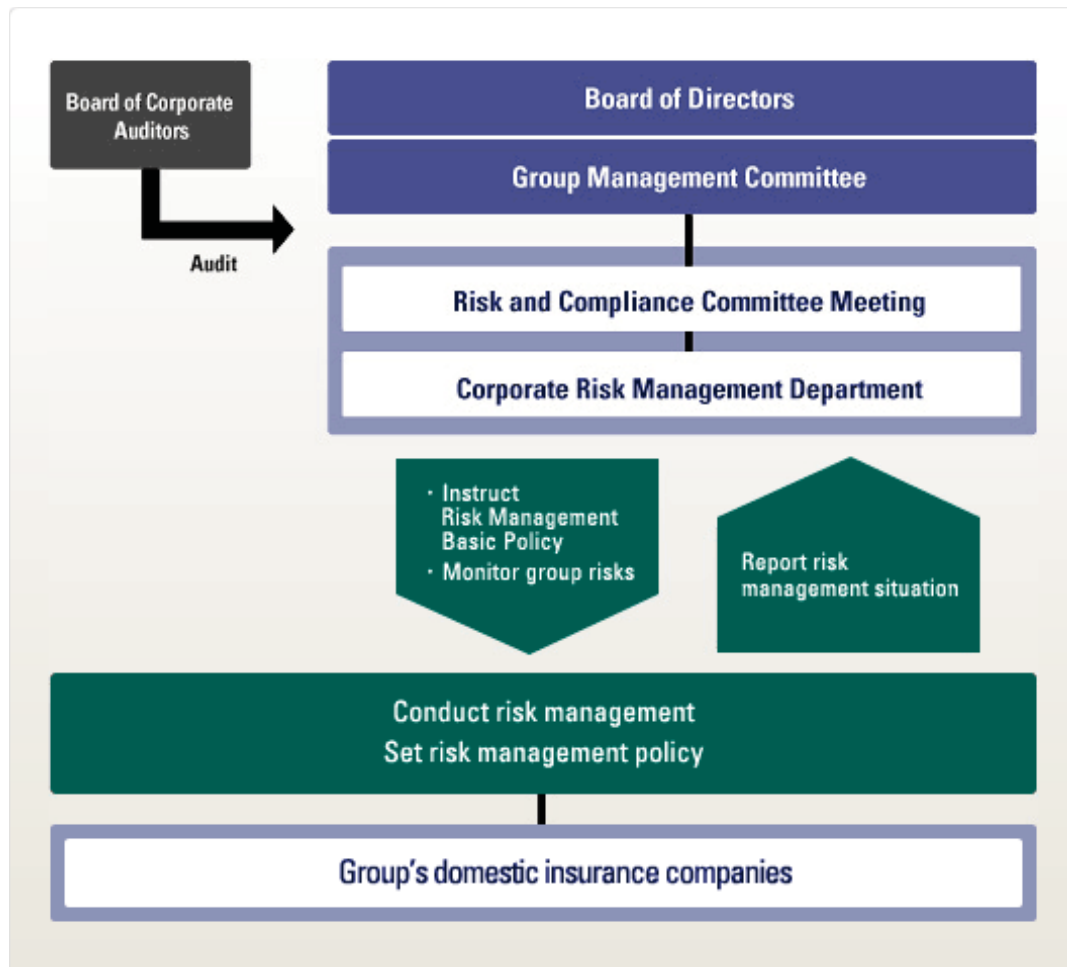 Board of Corporate
Auditors
Board of Directors
Group Management Committee
Audit
Risk and Compliance Committee Meeting
Corporate Risk Management Department
· Instruct
Risk Management
Basic Policy
· Monitor group risks
Report risk
management situation
Conduct risk management
Set risk management policy
Group's domestic insurance companies